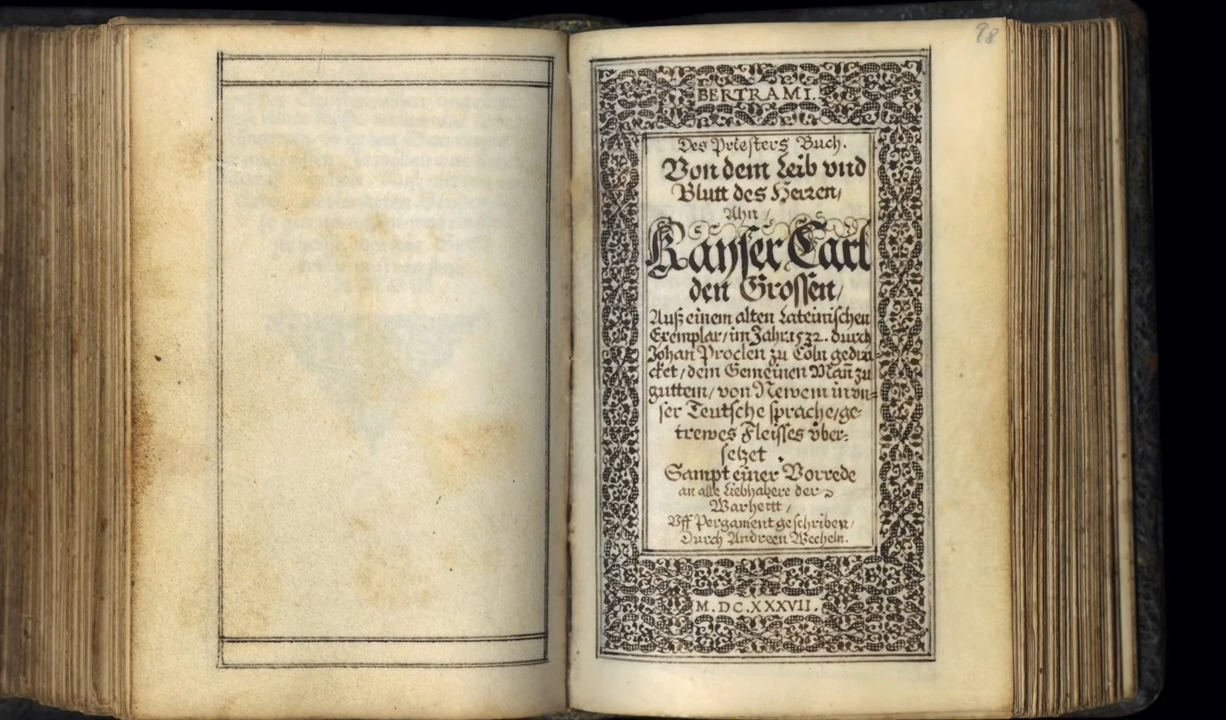 98
BERTRAMI.
Des Priesters Buch.
Von dem Leib vnd
Blutt des Herren/
Ahn/
Kayser Carl
den Grossen/
Auß einem alten Lateinischen
Exemplar/ im Jahr. 1532. durch
Johan Proclen zu Cöln gedru-
cket/ dem Gemeinen Mañ zu
guttem/ von Newem in vn=
ser Teutsche sprache/ ge-
trewes Fleisses vber=
setzet.
Sampt einer Vorrede
an alle Liebhabere der
Warheitt/
Vff Pergament geschriben/
Durch Andreen Wecheln.
M.DC.XXXVII.